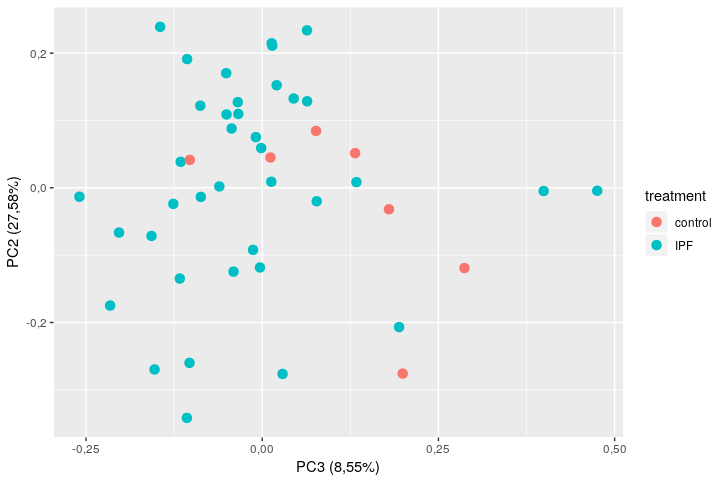 0,2
0,0
-0,2
PC2 (27,58%)
-0,25
0,00
0,25
0,50
PC3 (8,55%)
treatment
control
IPF